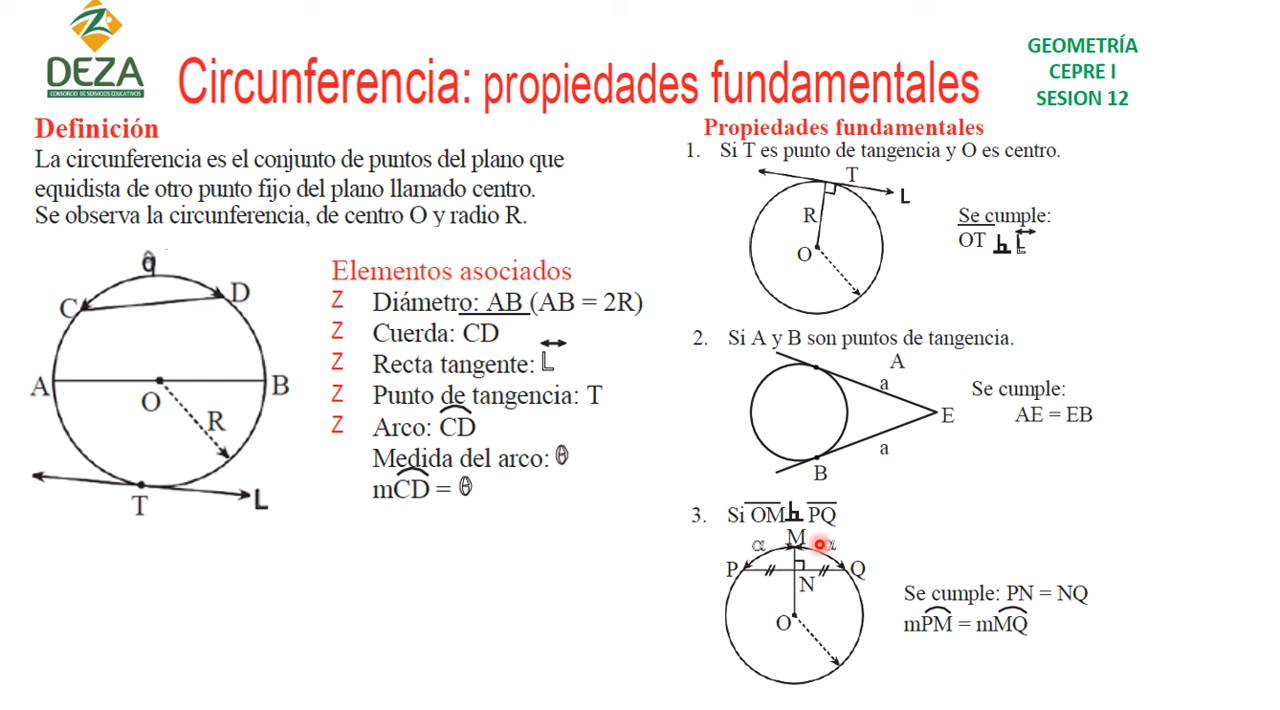 DEZA
CONSORCIO DE SERVICIOS EDUCATIVOS
Circunferencia: propiedades fundamentales
GEOMETRÍA
CEPRE I
SESION 12
Definición
La circunferencia es el conjunto de puntos del plano que
equidista de otro punto fijo del plano llamado centro.
Se observa la circunferencia, de centro O y radio R.
θ
C
D
A
O
B
R
T
L
Elementos asociados
Z Diámetro: AB (AB = 2R)
Z Cuerda: CD
Z Recta tangente: L
Z Punto de tangencia: T
Z Arco: CD
Medida del arco: θ
mCD = θ
Propiedades fundamentales
1. Si T es punto de tangencia y O es centro.
T
L
R
O
Se cumple:
OT ⊥ L
2. Si A y B son puntos de tangencia.
A
a
E
a
B
Se cumple:
AE = EB
3. Si OM ⊥ PQ
α
M
α
P
Q
N
O
Se cumple: PN = NQ
mPM = mMQ